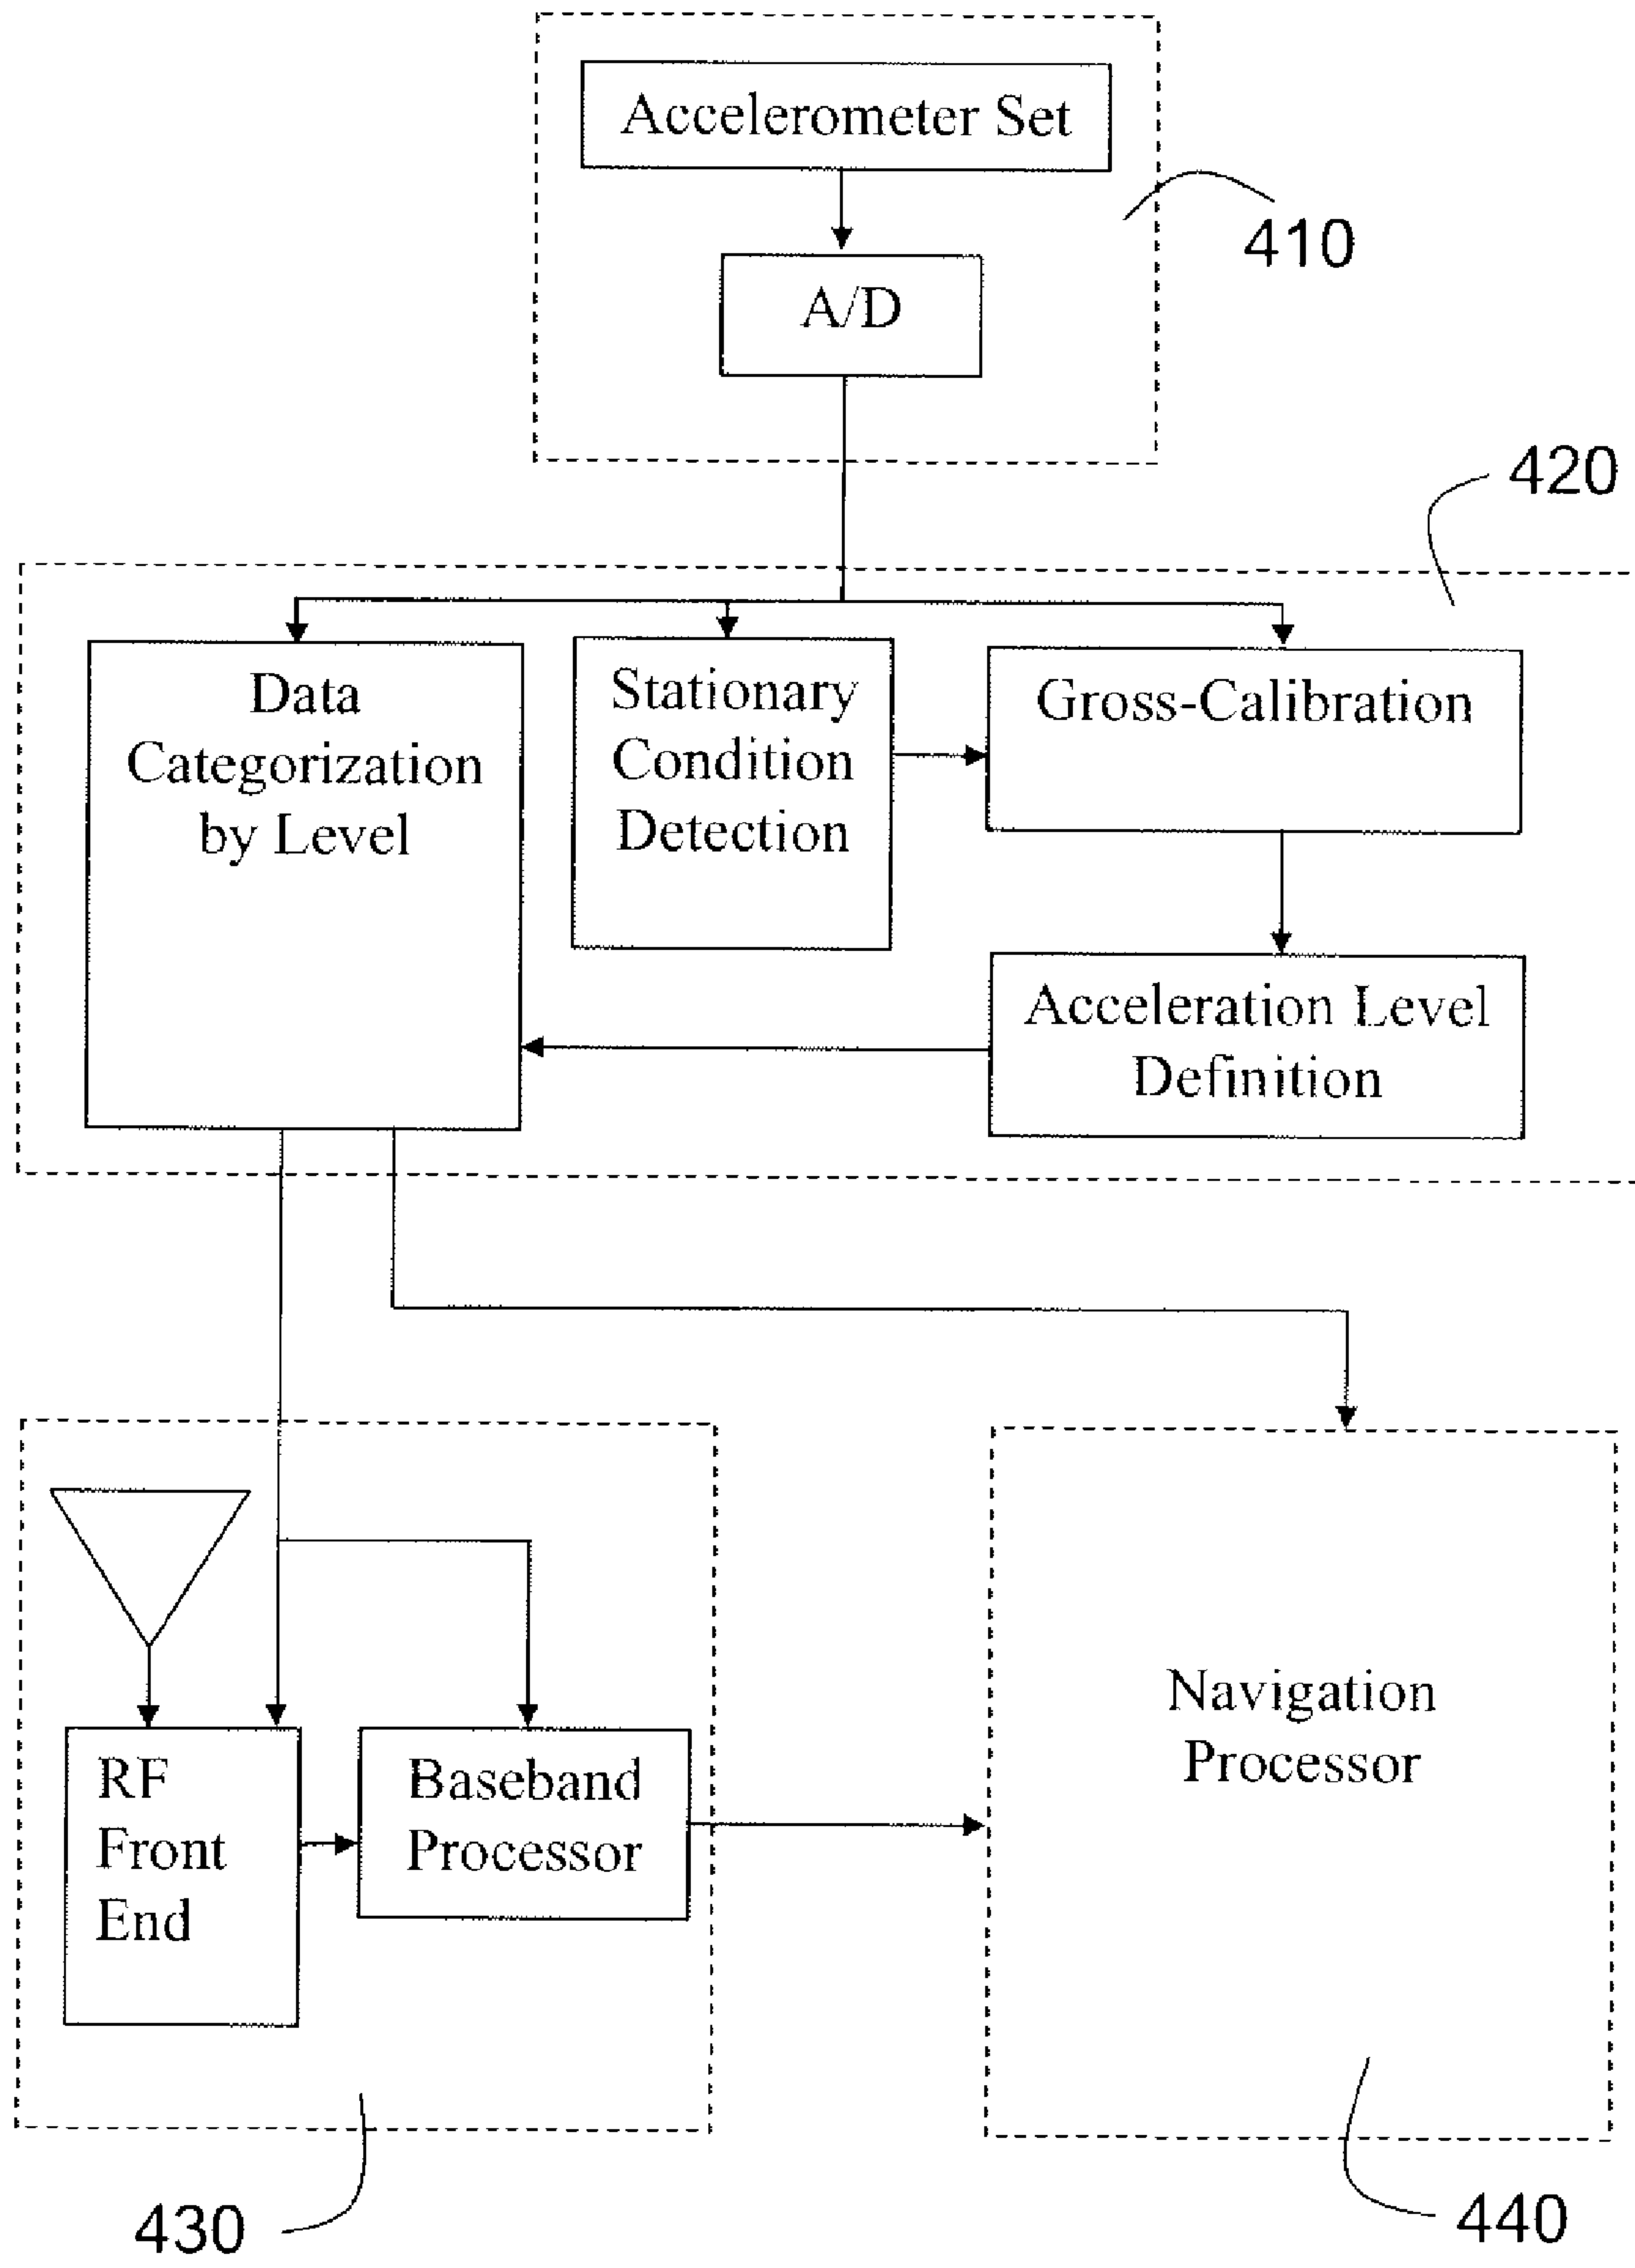 Accelerometer Set
410
A/D
420
Data
Categorization
by Level
Stationary
Condition
Detection
Gross-Calibration
Acceleration Level
Definition
RF
Front
End
Baseband
Processor
Navigation
Processor
430
440